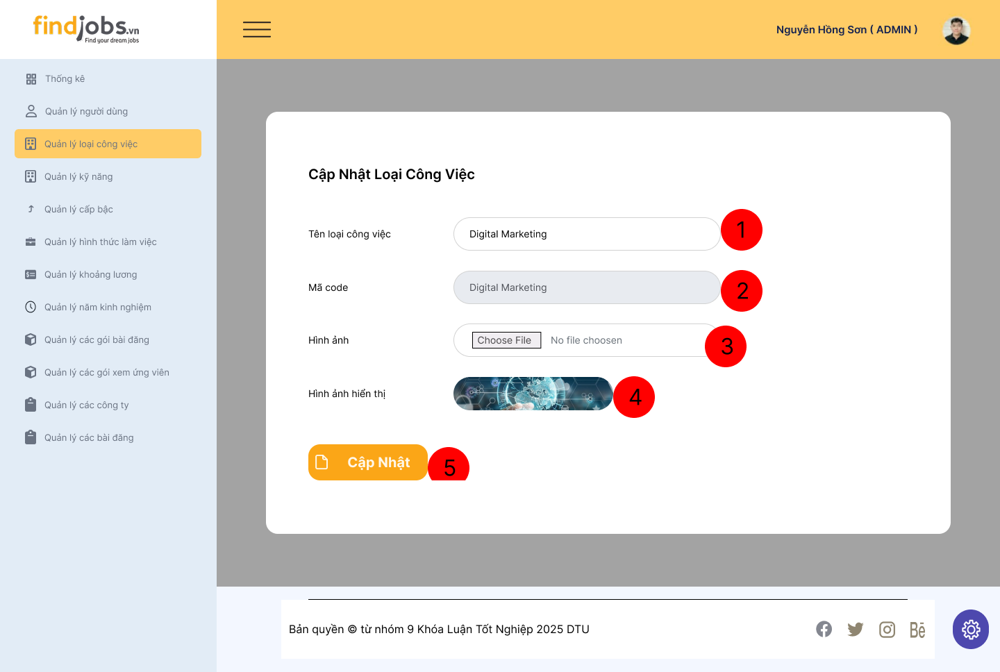 findjobs.vn
Find your dream jobs
Nguyễn Hồng Sơn ( ADMIN )
Thống kê
Quản lý người dùng
Quản lý loại công việc
Quản lý kỹ năng
Quản lý cấp bậc
Quản lý hình thức làm việc
Quản lý khoảng lương
Quản lý năm kinh nghiệm
Quản lý các gói bài đăng
Quản lý các gói xem ứng viên
Quản lý các công ty
Quản lý các bài đăng
Cập Nhật Loại Công Việc
Tên loại công việc
Digital Marketing
1
Mã code
Digital Marketing
2
Hình ảnh
Choose File No file choosen
3
Hình ảnh hiển thị
4
Cập Nhật
5
Bản quyền © từ nhóm 9 Khóa Luận Tốt Nghiệp 2025 DTU